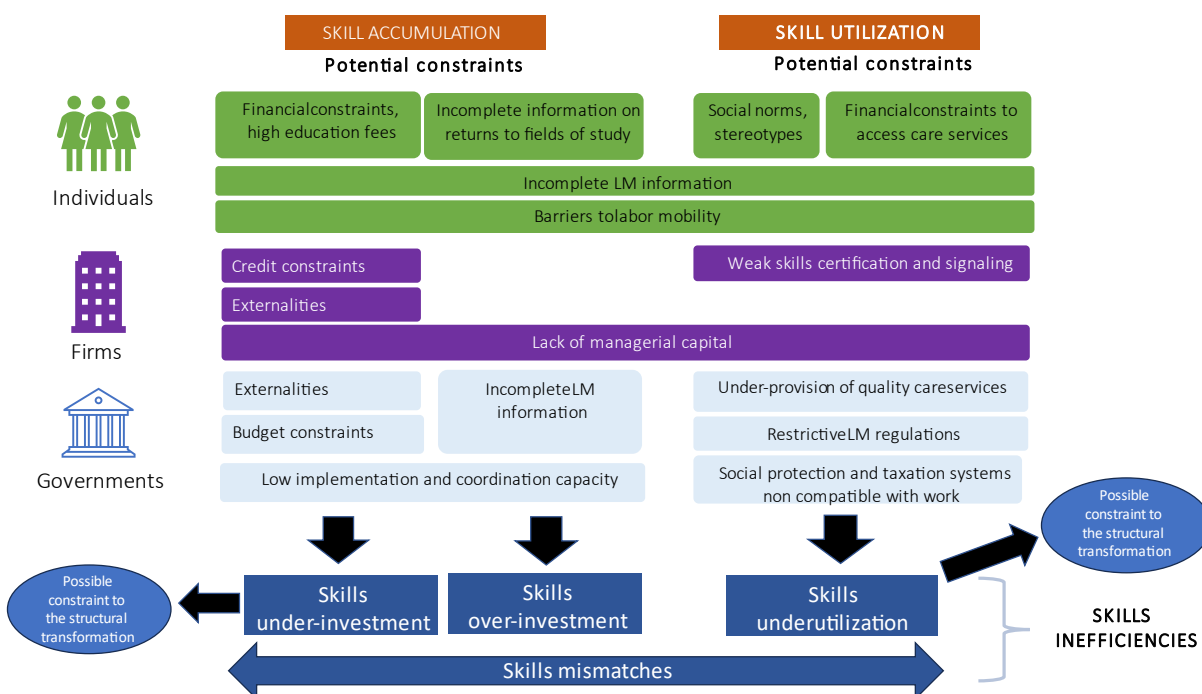 SKILL ACCUMULATION
SKILL UTILIZATION
Potential constraints
Potential constraints
Individuals
Financialconstraints,
high education fees
Incomplete information on
returns to fields of study
Social norms,
stereotypes
Financialconstraints to
access care services
Incomplete LM information
Barriers tolabor mobility
Firms
Credit constraints
Weak skills certification and signaling
Externalities
Lack of managerial capital
Governments
Externalities
Budget constraints
IncompleteLM
information
Under-provision of quality careservices
RestrictiveLM regulations
Low implementation and coordination capacity
Social protection and taxation systems
non compatible with work
Possible
constraint to
the structural
transformation
Possible
constraint to
the structural
transformation
Skills
under-investment
Skills
over-investment
Skills
underutilization
SKILLS
INEFFICIENCIES
Skills mismatches